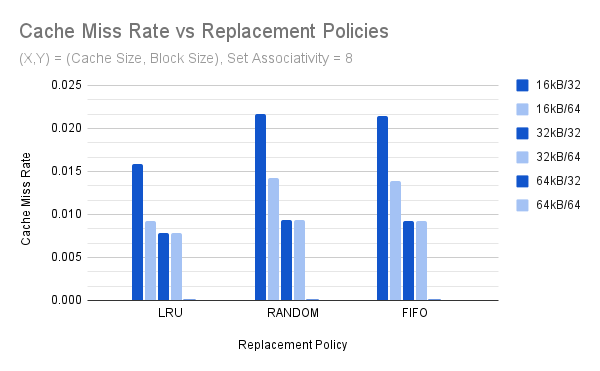 Cache Miss Rate vs Replacement Policies
(X,Y) = (Cache Size, Block Size), Set Associativity = 8
0.025
0.020
0.015
0.010
0.005
0.000
Cache Miss Rate
LRU
RANDOM
FIFO
Replacement Policy
16kB/32
16kB/64
32kB/32
32kB/64
64kB/32
64kB/64